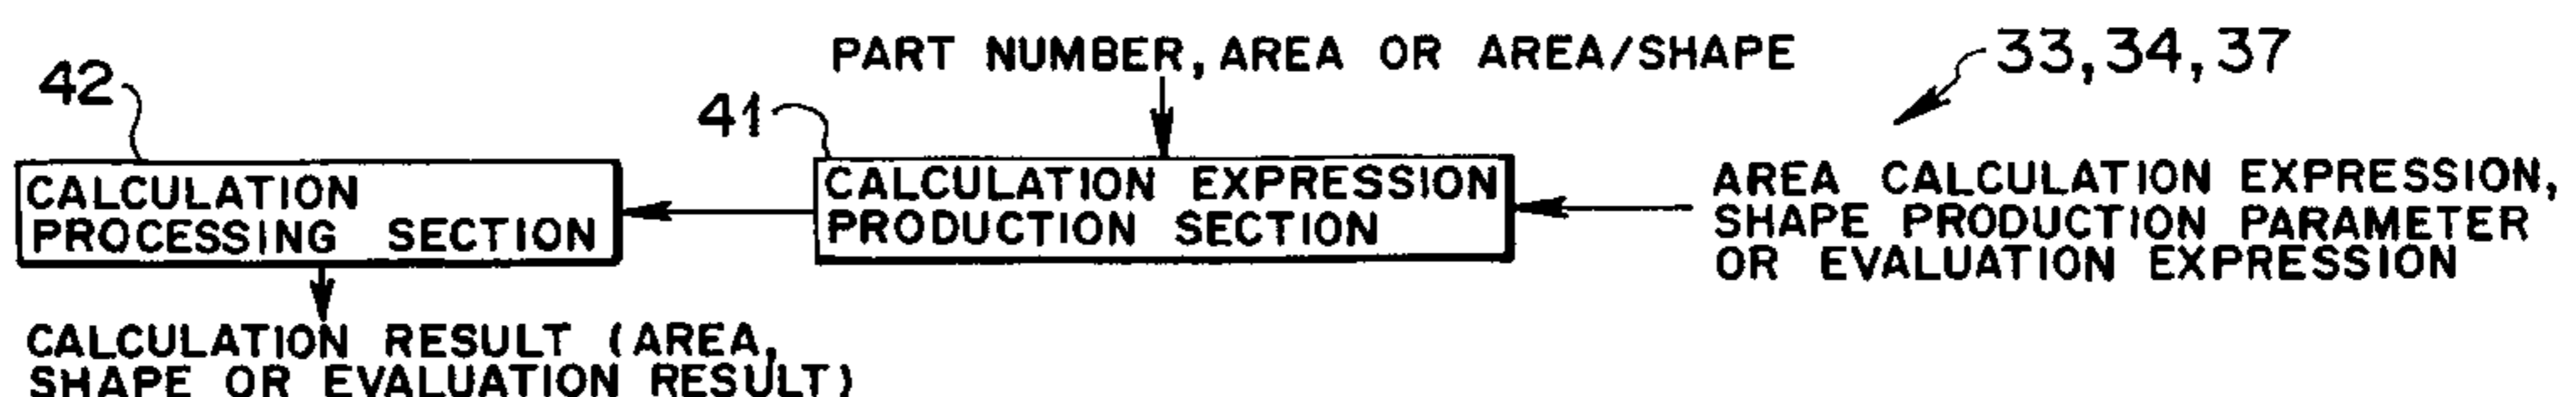 PART NUMBER, AREA OR AREA/SHAPE
33,34,37
42
41
CALCULATION
PROCESSING SECTION
CALCULATION EXPRESSION
PRODUCTION SECTION
AREA CALCULATION EXPRESSION,
SHAPE PRODUCTION PARAMETER
OR EVALUATION EXPRESSION
CALCULATION RESULT (AREA,
SHAPE OR EVALUATION RESULT)